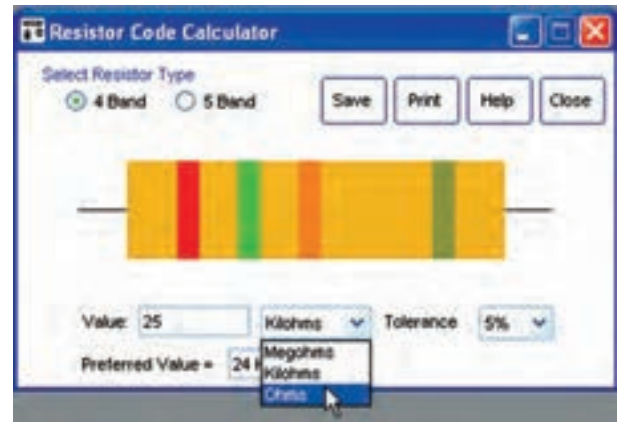 Resistor Code Calculator
Select Resistor Type
4 Band 5 Band Save Print Help Close
Value: 25 Kilohms Tolerance 5%
Megohms
Preferred Value = 24 K
Kilohms
Ohms